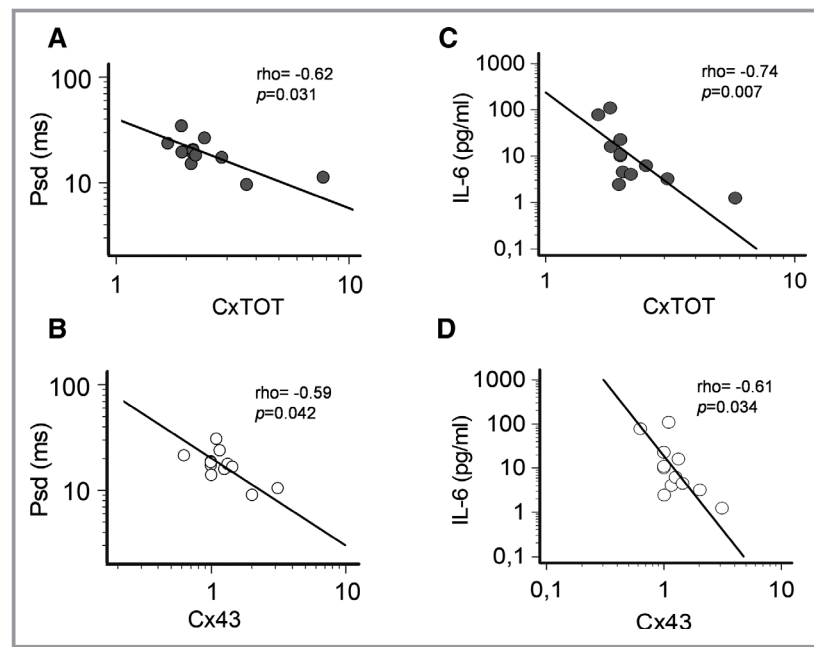 A
rho= -0.62
p=0.031
100
10
Psd (ms)
1
10
CxTOT
B
rho= -0.59
p=0.042
100
10
Psd (ms)
1
10
Cx43
C
rho= -0.74
p=0.007
1000
100
10
1
0,1
IL-6 (pg/ml)
1
10
CxTOT
D
rho= -0.61
p=0.034
1000
100
10
1
0,1
IL-6 (pg/ml)
0,1
1
10
Cx43